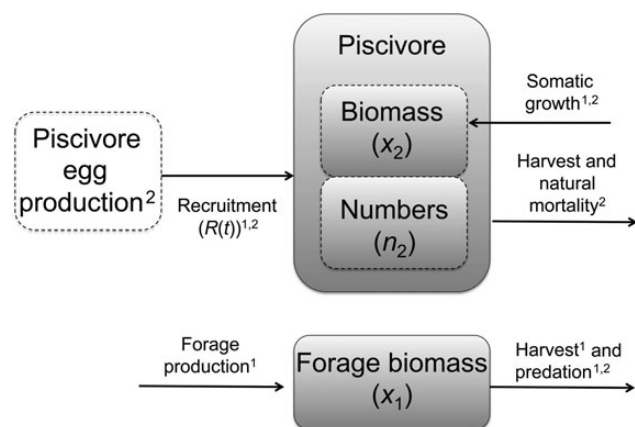 Piscivore
Somatic
growth1,2
Biomass
(x2)
Piscivore
egg
production2
Harvest and
natural
mortality2
Recruitment
(R(t))1,2
Numbers
(n2)
Forage
production1
Forage biomass
(x1)
Harvest1 and
predation1,2